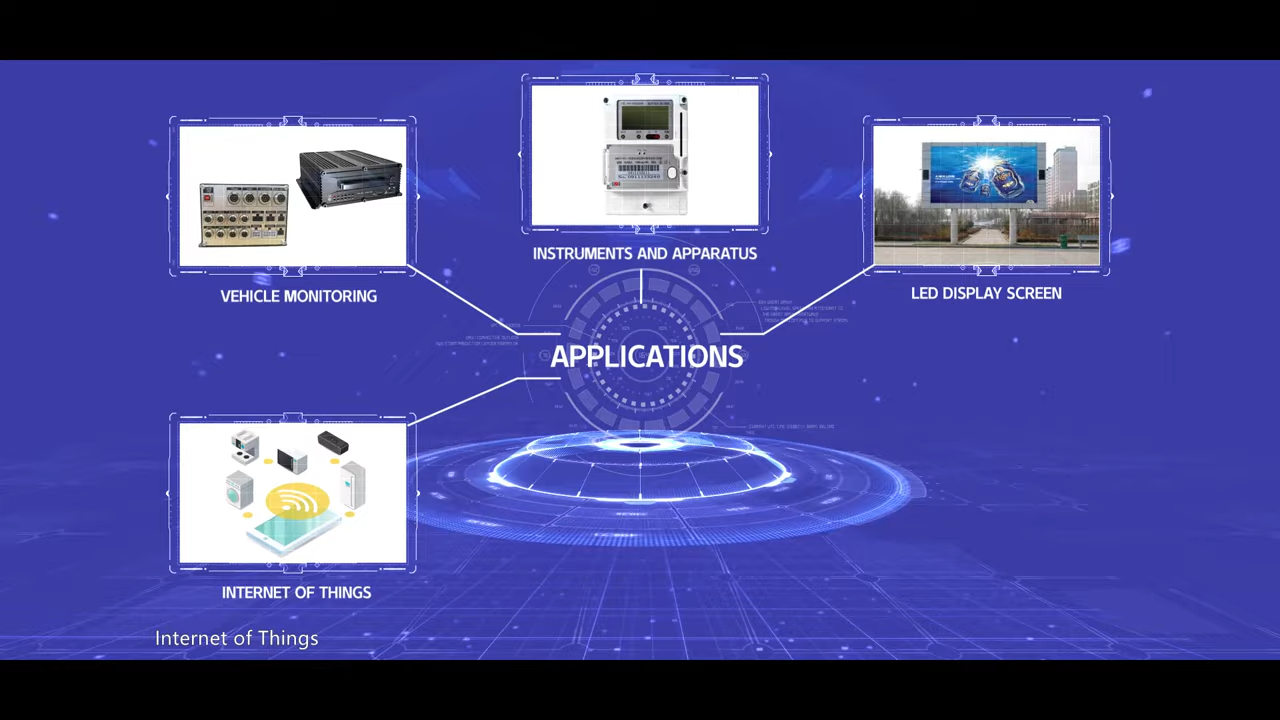 INSTRUMENTS AND APPARATUS
VEHICLE MONITORING
LED DISPLAY SCREEN
APPLICATIONS
INTERNET OF THINGS
Internet of Things